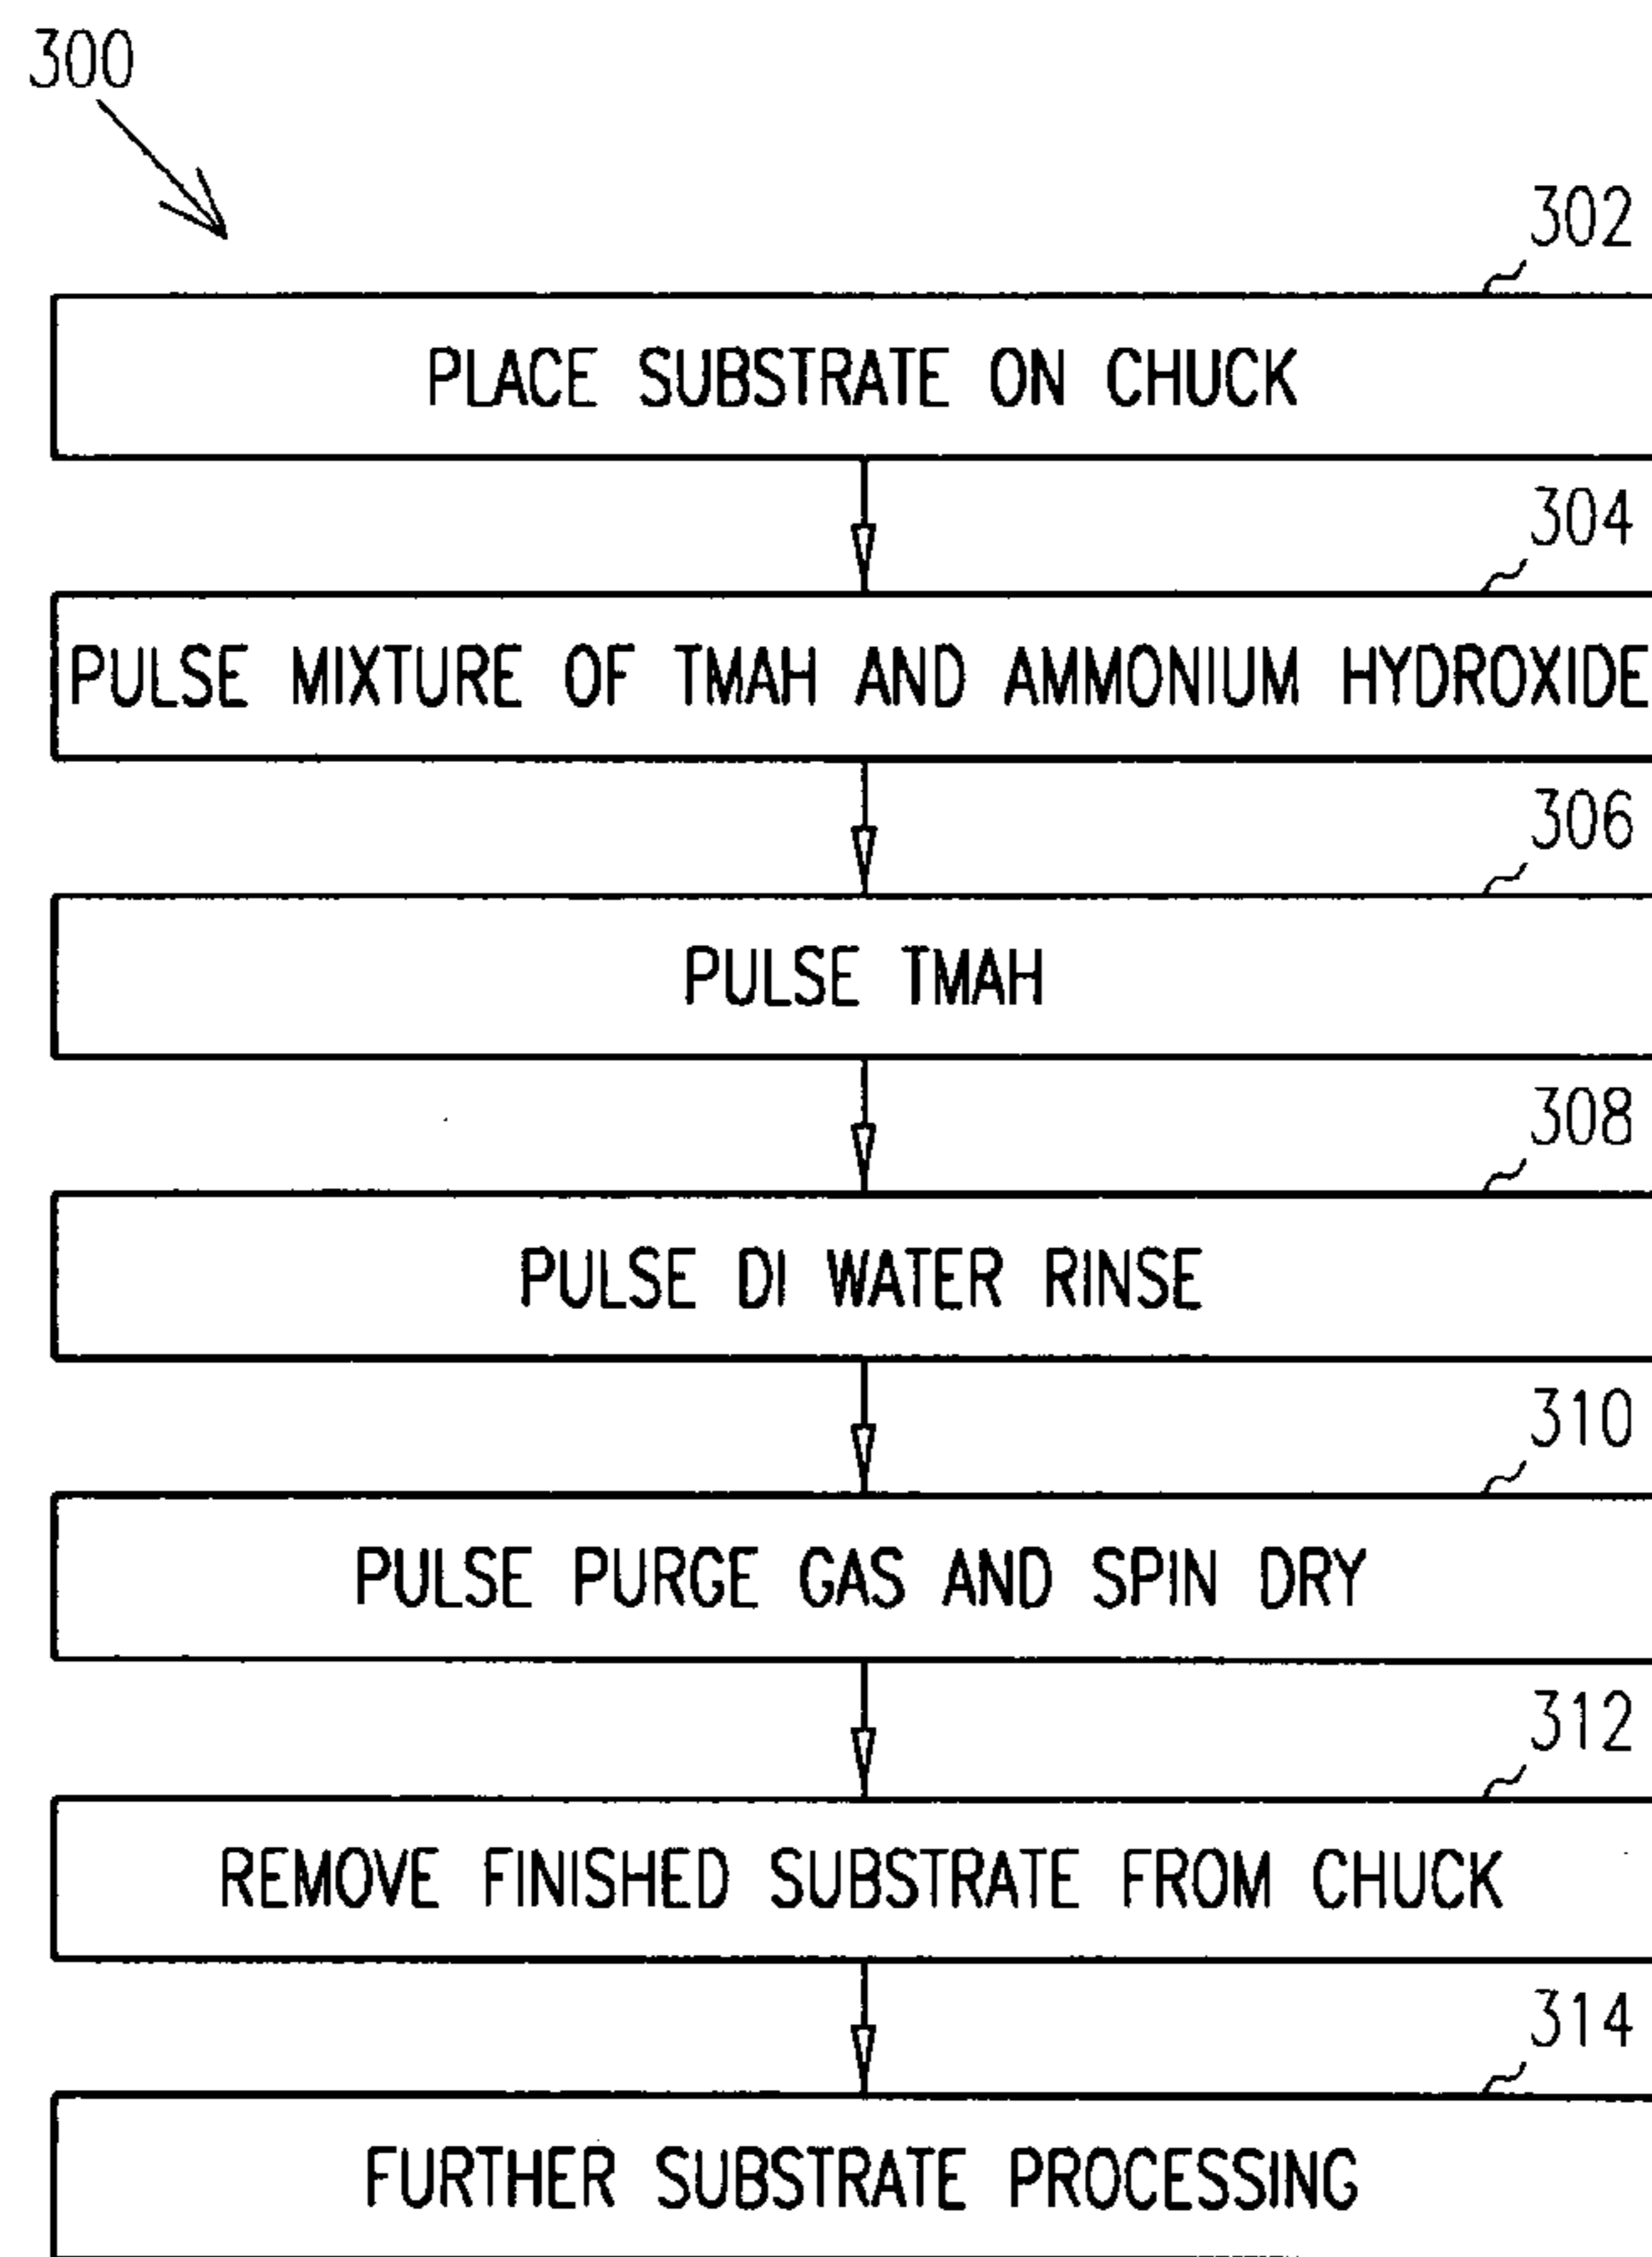 300
302
PLACE SUBSTRATE ON CHUCK
304
PULSE MIXTURE OF TMAH AND AMMONIUM HYDROXIDE
306
PULSE TMAH
308
PULSE DI WATER RINSE
310
PULSE PURGE GAS AND SPIN DRY
312
REMOVE FINISHED SUBSTRATE FROM CHUCK
314
FURTHER SUBSTRATE PROCESSING